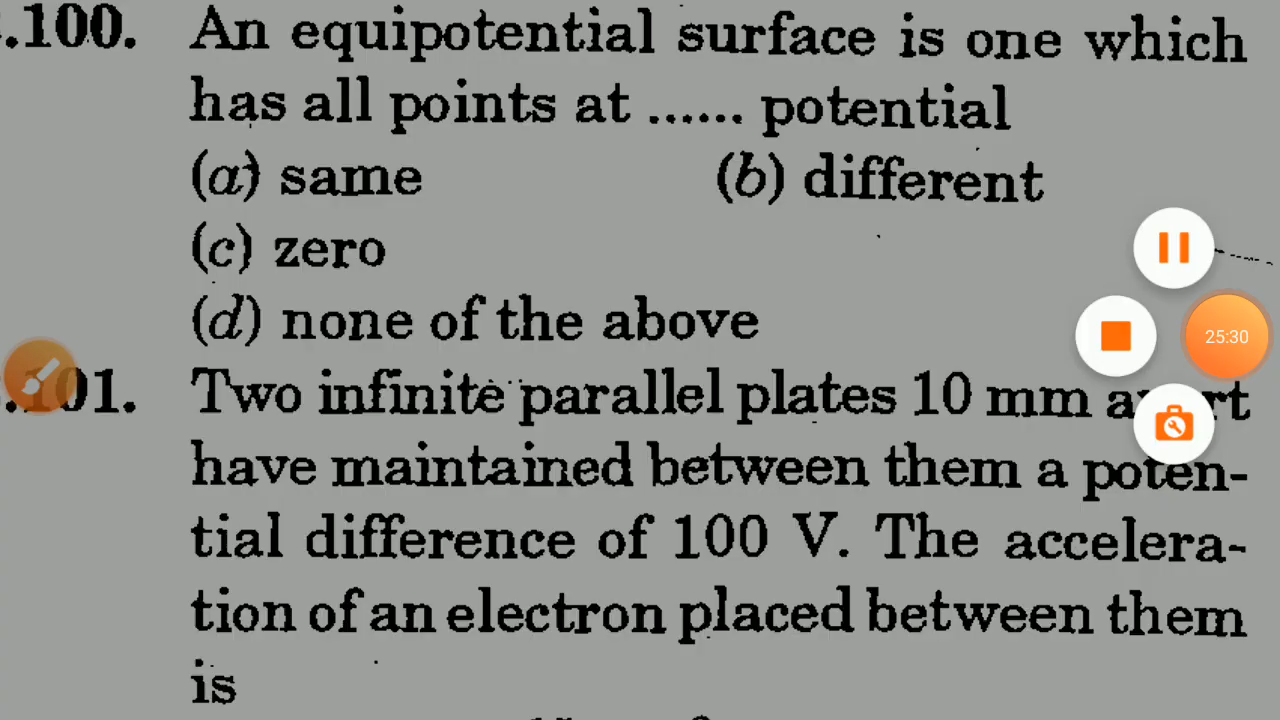 .100. An equipotential surface is one which
has all points at ...... potential
(a) same (b) different
(c) zero
(d) none of the above
.101. Two infinite parallel plates 10 mm
have maintained between them a poten-
tial difference of 100 V. The accelera-
tion of an electron placed between them
is
25:30